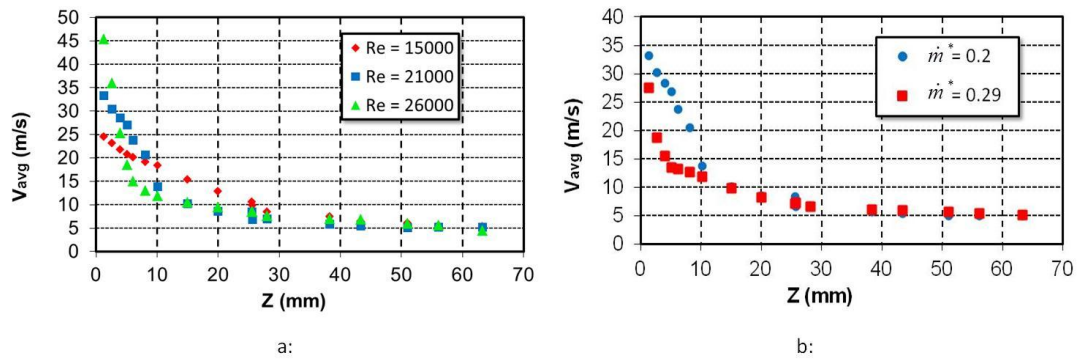 50
45
40
35
30
25
20
15
10
5
0
Vavg (m/s)
Re = 15000
Re = 21000
Re = 26000
0 10 20 30 40 50 60 70
Z (mm)
a:
40
35
30
25
20
15
10
5
0
Vavg (m/s)
ṁ* = 0.2
ṁ* = 0.29
0 10 20 30 40 50 60 70
Z (mm)
b: